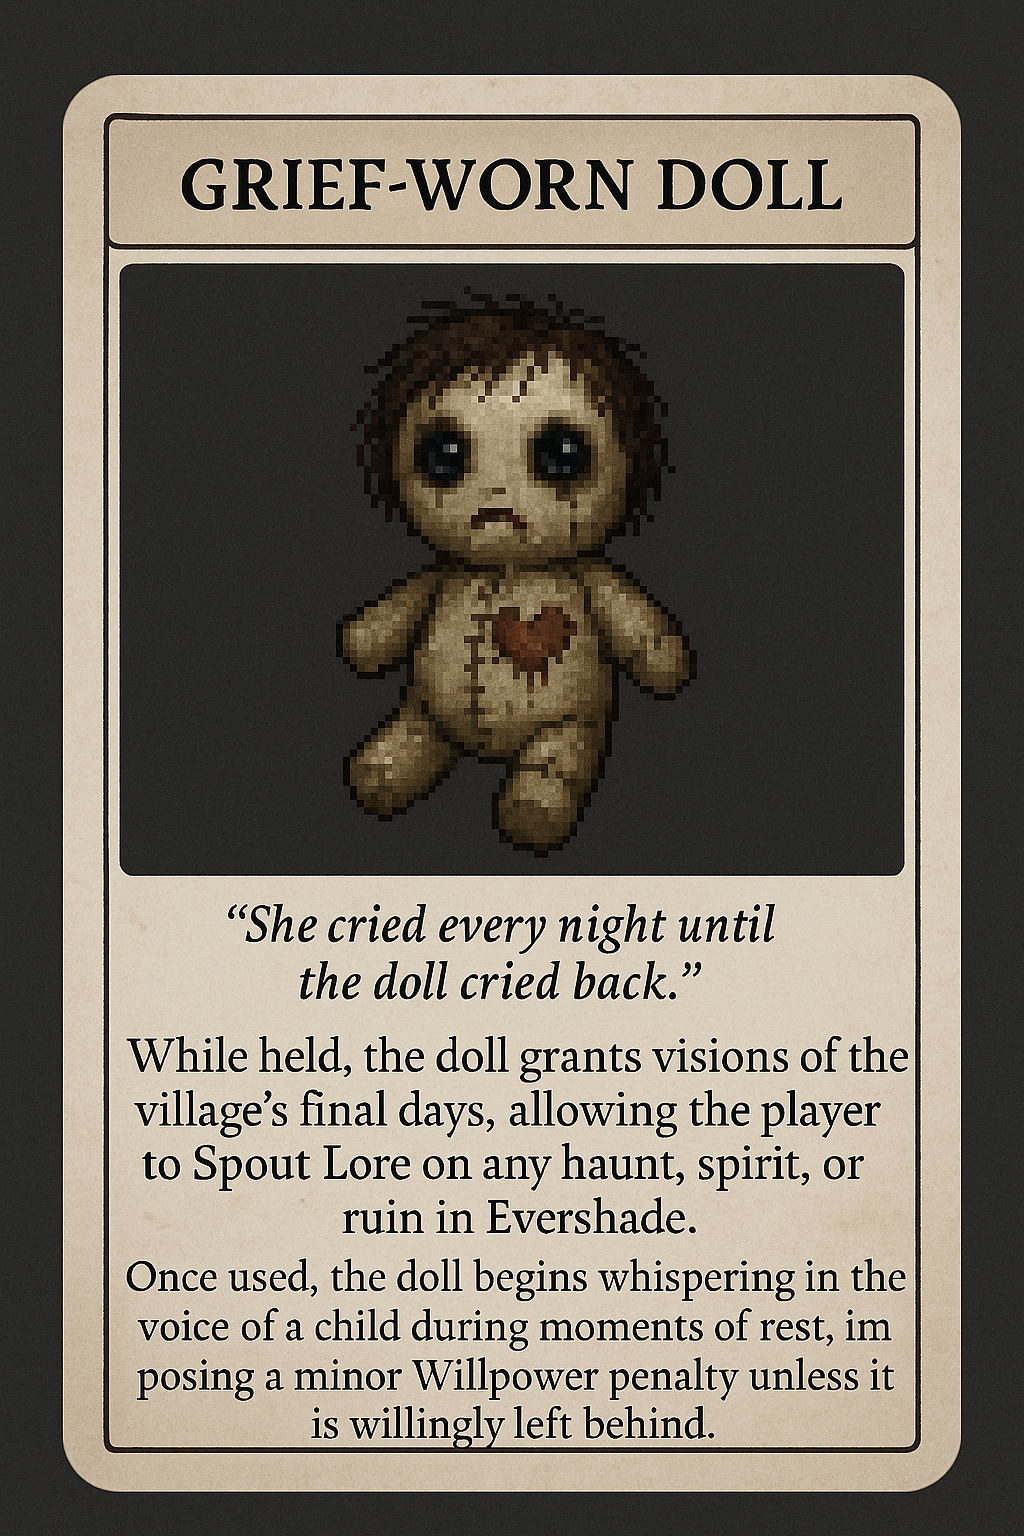 GRIEF-WORN DOLL
“She cried every night until
the doll cried back.”
While held, the doll grants visions of the
village’s final days, allowing the player
to Spout Lore on any haunt, spirit, or
ruin in Evershade.
Once used, the doll begins whispering in the
voice of a child during moments of rest, im
posing a minor Willpower penalty unless it
is willingly left behind.